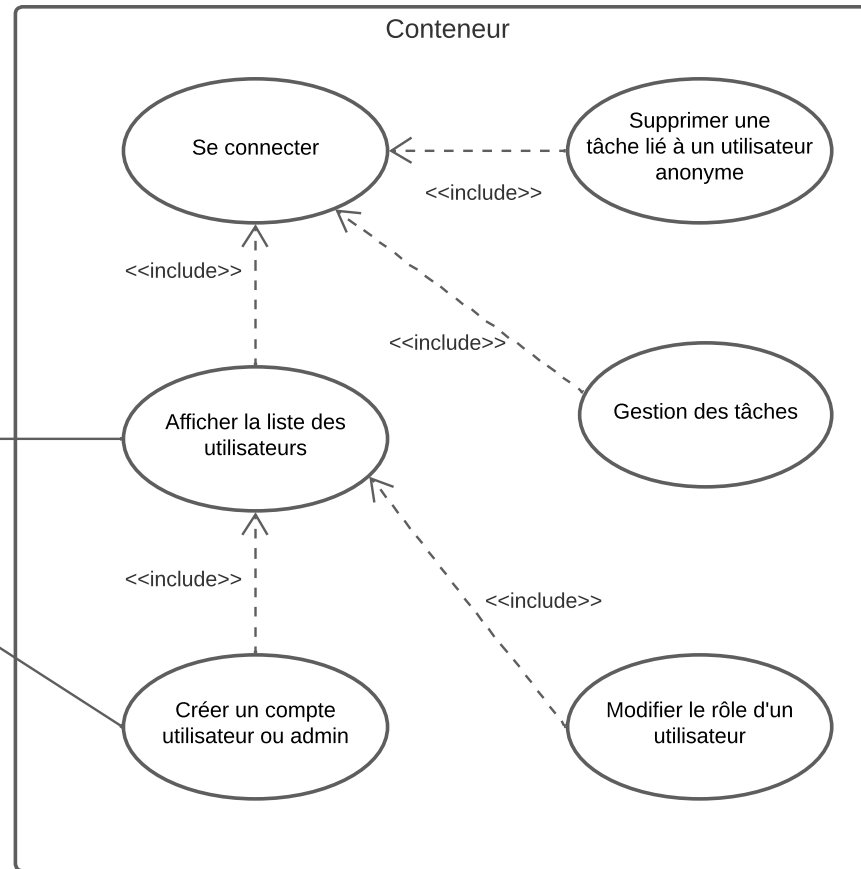 Conteneur
Se connecter
Supprimer une
tâche lié à un utilisateur
anonyme
<<include>>
<<include>>
<<include>>
Afficher la liste des
utilisateurs
Gestion des tâches
<<include>>
<<include>>
Créer un compte
utilisateur ou admin
Modifier le rôle d'un
utilisateur